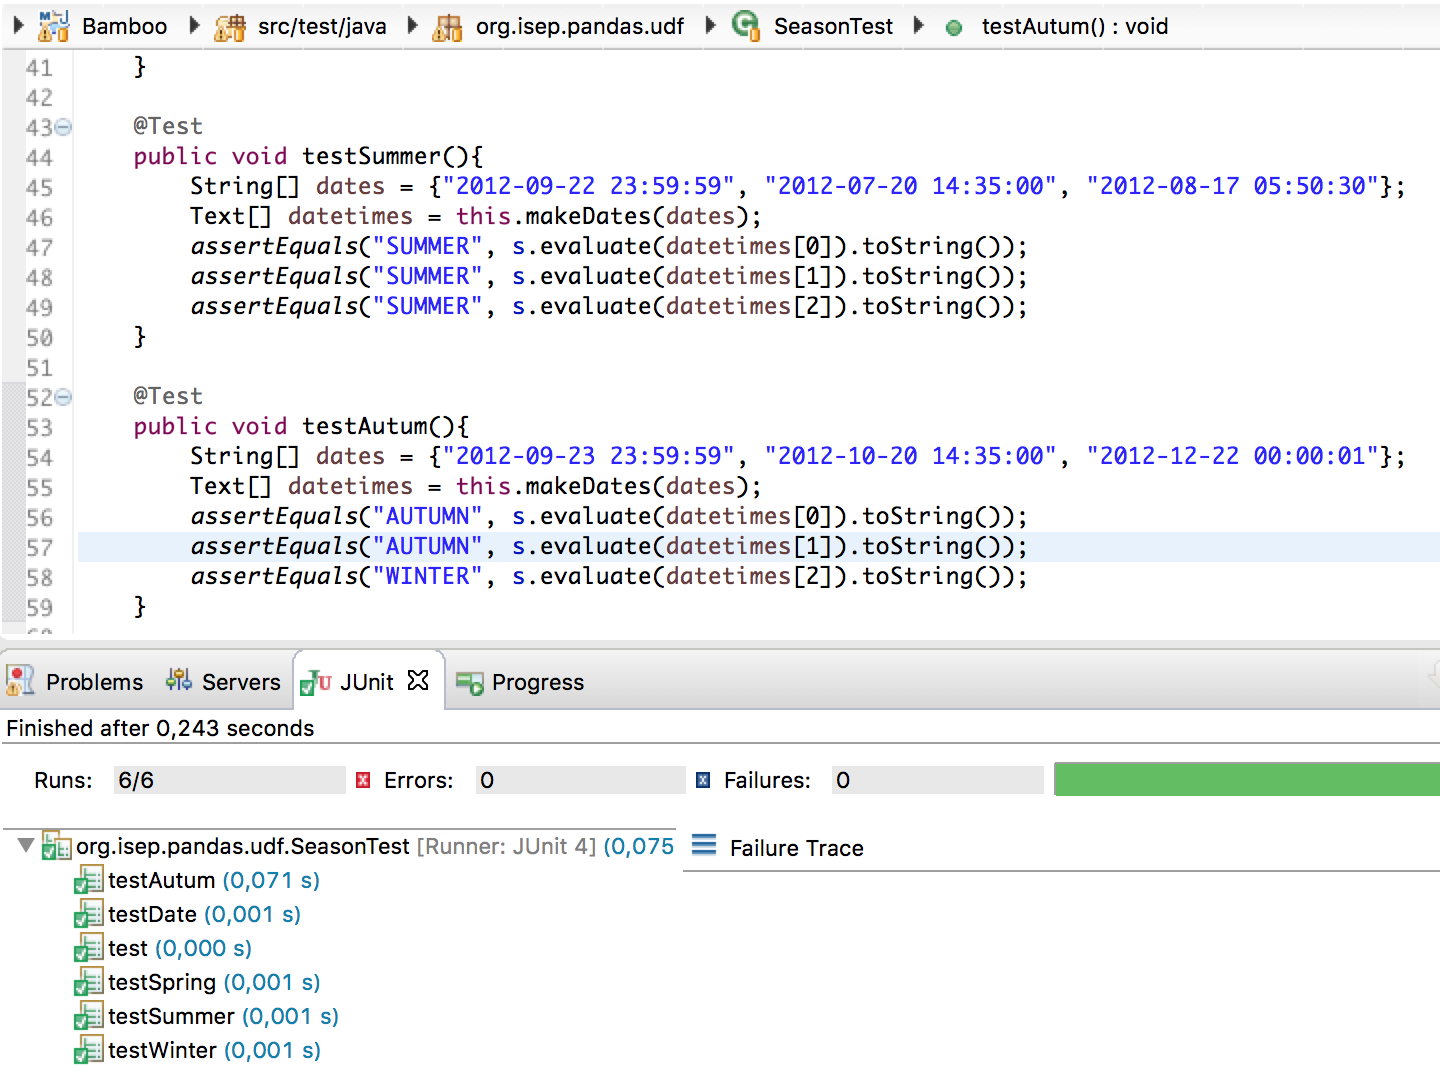 Bamboo src/test/java org.isep.pandas.udf SeasonTest testAutum() : void
41 }
42
43 @Test
44 public void testSummer(){
45 String[] dates = {"2012-09-22 23:59:59", "2012-07-20 14:35:00", "2012-08-17 05:50:30"};
46 Text[] datetimes = this.makeDates(dates);
47 assertEquals("SUMMER", s.evaluate(datetimes[0]).toString());
48 assertEquals("SUMMER", s.evaluate(datetimes[1]).toString());
49 assertEquals("SUMMER", s.evaluate(datetimes[2]).toString());
50 }
51
52 @Test
53 public void testAutum(){
54 String[] dates = {"2012-09-23 23:59:59", "2012-10-20 14:35:00", "2012-12-22 00:00:01"};
55 Text[] datetimes = this.makeDates(dates);
56 assertEquals("AUTUMN", s.evaluate(datetimes[0]).toString());
57 assertEquals("AUTUMN", s.evaluate(datetimes[1]).toString());
58 assertEquals("WINTER", s.evaluate(datetimes[2]).toString());
59 }
Problems Servers JUnit Progress
Finished after 0,243 seconds
Runs: 6/6 Errors: 0 Failures: 0
org.isep.pandas.udf.SeasonTest [Runner: JUnit 4] (0,075
Failure Trace
testAutum (0,071 s)
testDate (0,001 s)
test (0,000 s)
testSpring (0,001 s)
testSummer (0,001 s)
testWinter (0,001 s)